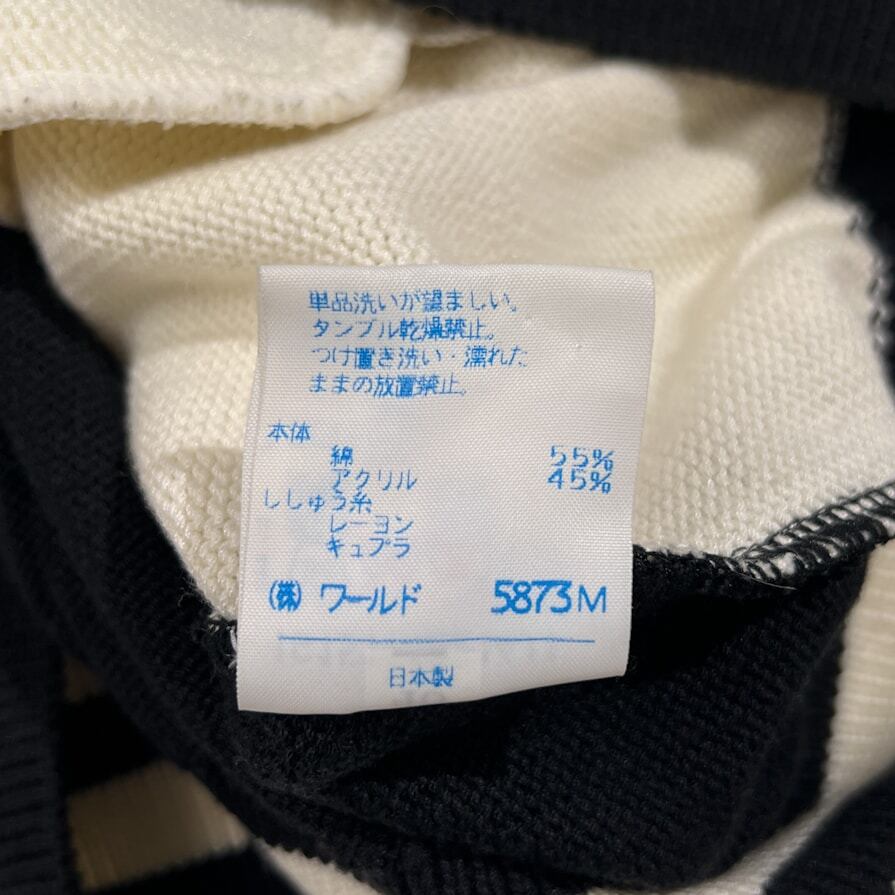 単品洗いが望ましい。
タンブル乾燥禁止。
つけ置き洗い・濡れた
ままの放置禁止。
本体
綿 55%
アクリル 45%
ししゅう糸
レーヨン
キュプラ
(株) ワールド 5873M
日本製